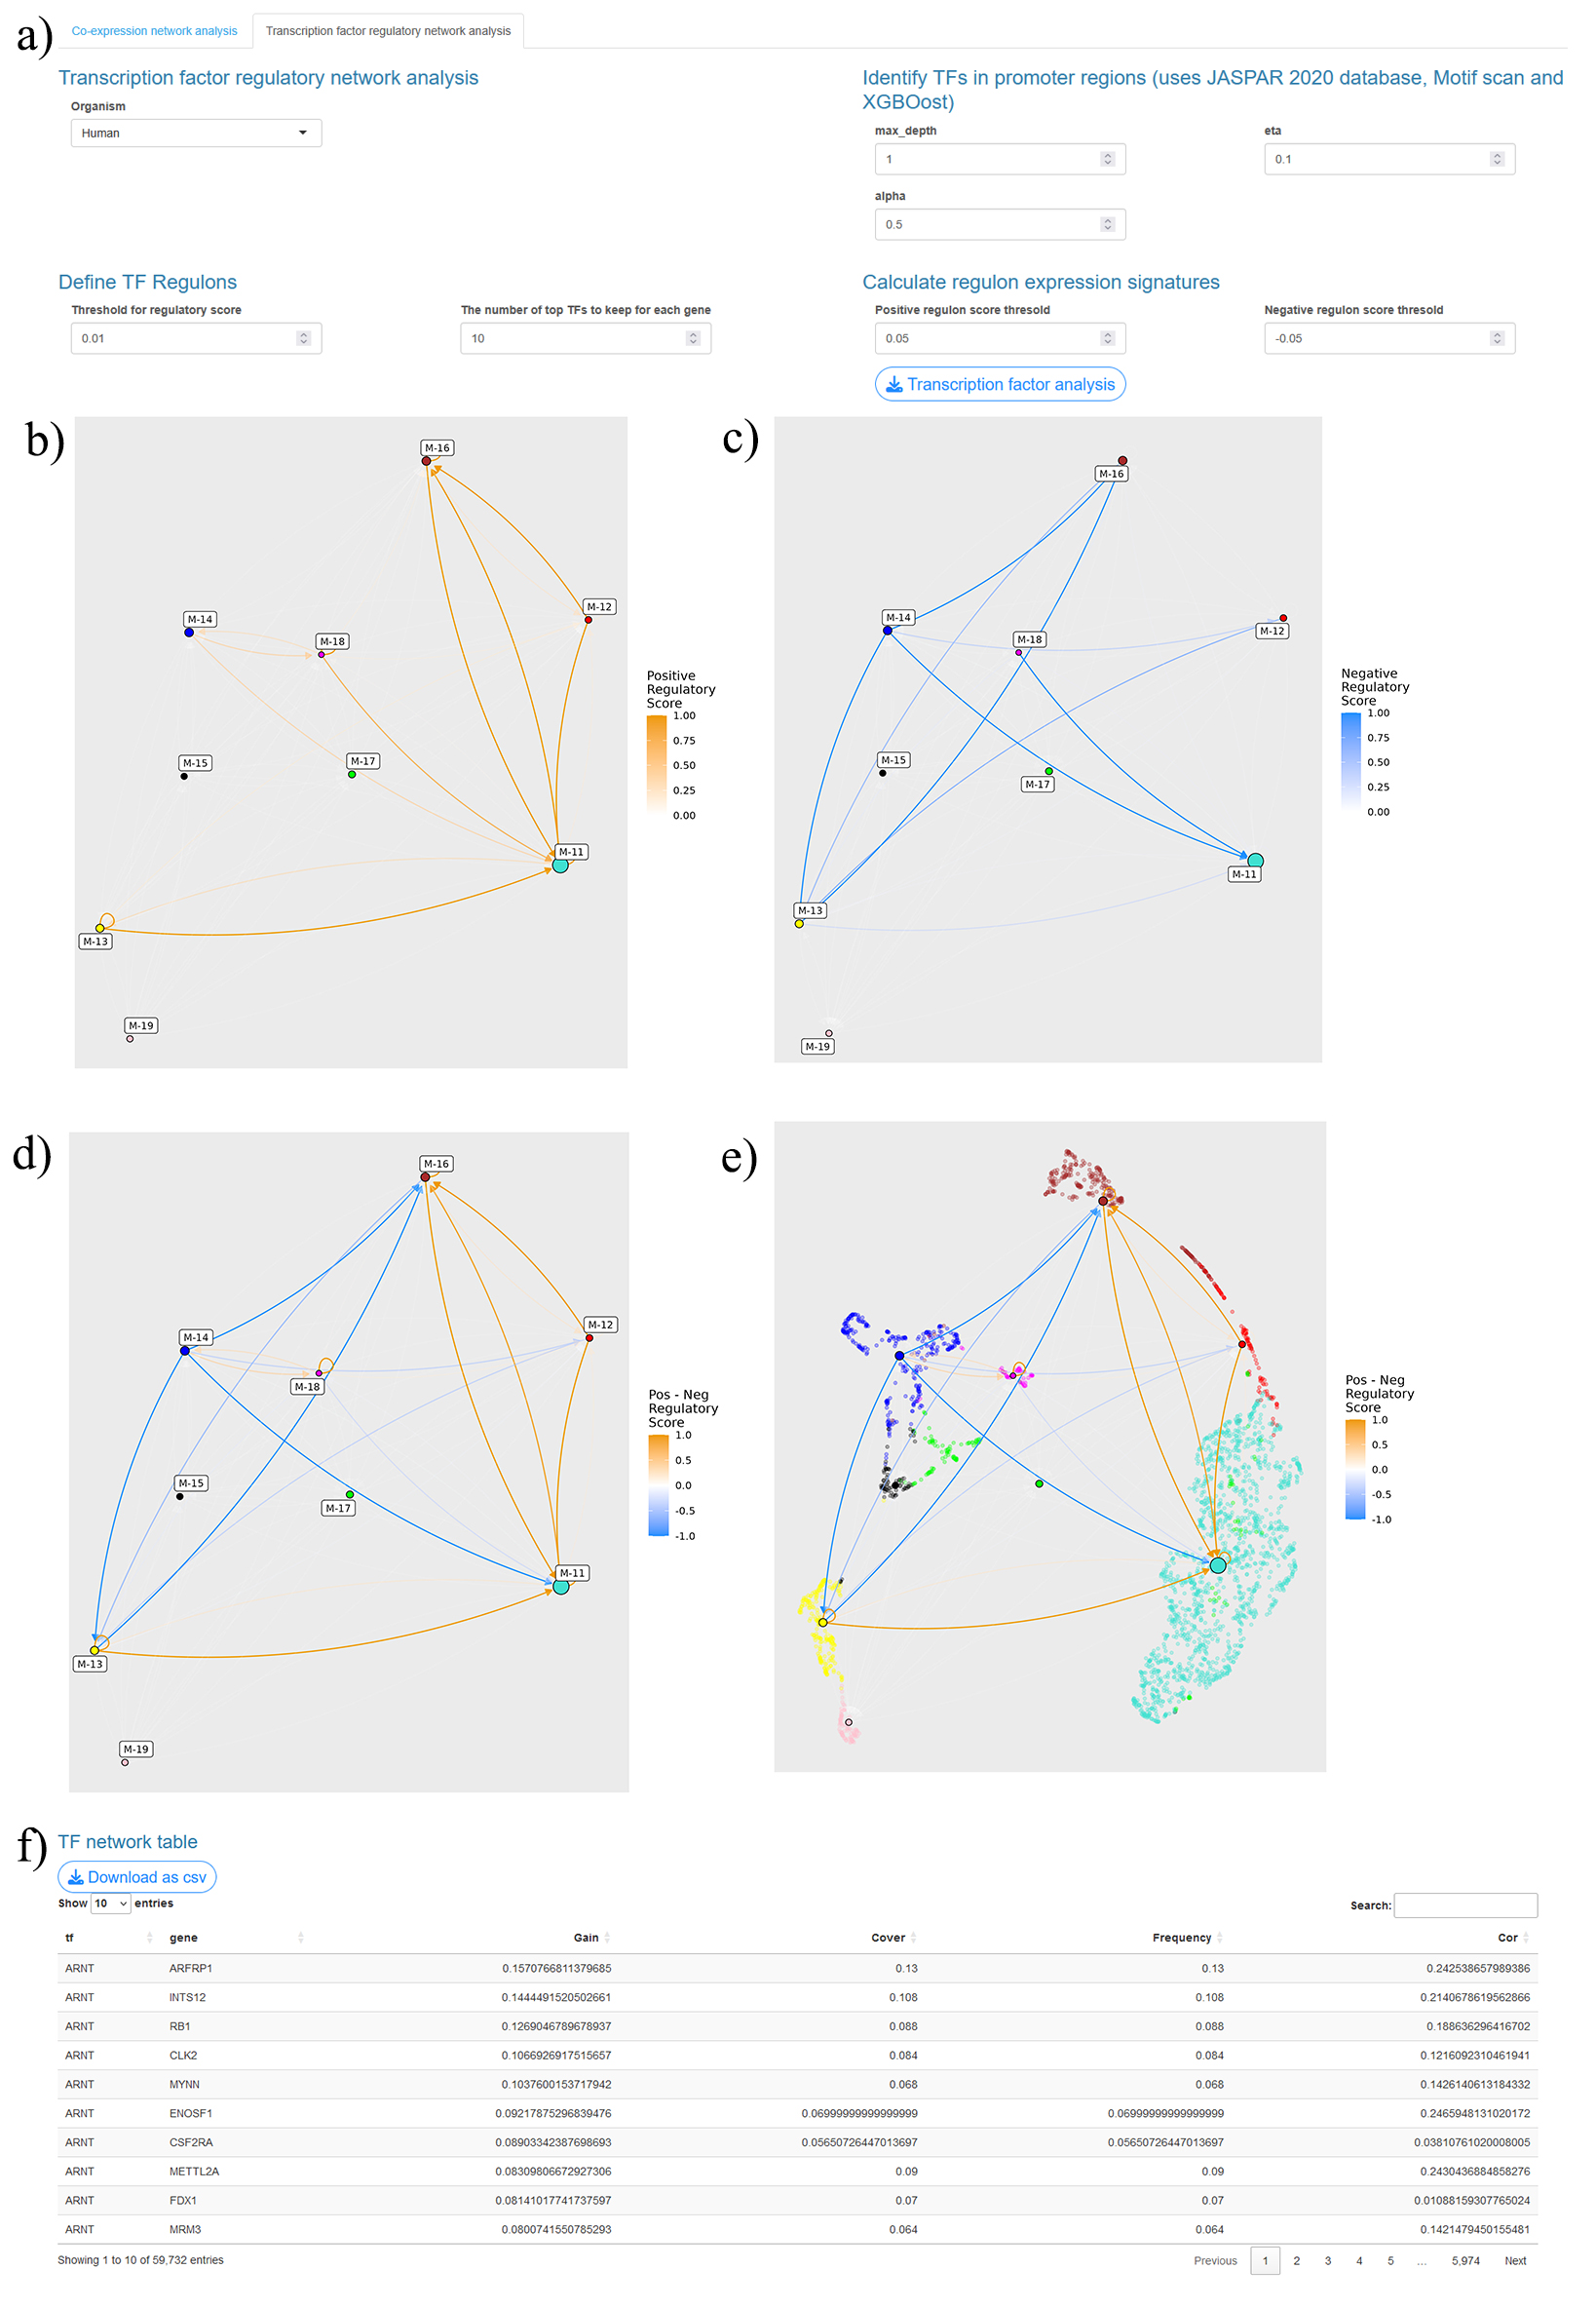 a)
Co-expression network analysis
Transcription factor regulatory network analysis
Transcription factor regulatory network analysis
Organism
Human
Identify TFs in promoter regions (uses JASPAR 2020 database, Motif scan and
XGBOost)
max_depth
eta
1
0.1
alpha
0.5
Define TF Regulons
Threshold for regulatory score
The number of top TFs to keep for each gene
0.01
10
Calculate regulon expression signatures
Positive regulon score thresold
Negative regulon score thresold
0.05
-0.05
Transcription factor analysis
b)
M-16
M-12
M-14
M-18
M-15
M-17
M-11
M-13
M-19
Positive
Regulatory
Score
1.00
0.75
0.50
0.25
0.00
c)
M-16
M-14
M-12
M-18
M-15
M-17
M-11
M-13
M-19
Negative
Regulatory
Score
1.00
0.75
0.50
0.25
0.00
d)
M-16
M-12
M-14
M-18
M-15
M-17
M-11
M-13
M-19
Pos - Neg
Regulatory
Score
1.0
0.5
0.0
-0.5
-1.0
e)
Pos - Neg
Regulatory
Score
1.0
0.5
0.0
-0.5
-1.0
f)
TF network table
Download as csv
Show 10 entries
Search:
tf gene Gain Cover Frequency Cor
ARNT ARFRP1 0.1570766811379685 0.13 0.13 0.242538657989386
ARNT INTS12 0.1444491520502661 0.108 0.108 0.2140678619562866
ARNT RB1 0.1269046789678937 0.088 0.088 0.188636296416702
ARNT CLK2 0.1066926917515657 0.084 0.084 0.1216092310461941
ARNT MYNN 0.1037600153717942 0.068 0.068 0.1426140613184332
ARNT ENOSF1 0.09217875296839476 0.06999999999999999 0.06999999999999999 0.2465948131020172
ARNT CSF2RA 0.08903342387698693 0.05650726447013697 0.05650726447013697 0.03810761020008005
ARNT METTL2A 0.08309806672927306 0.09 0.09 0.2430436884858276
ARNT FDX1 0.08141017741737597 0.07 0.07 0.01088159307765024
ARNT MRM3 0.0800741550785293 0.064 0.064 0.1421479450155481
Showing 1 to 10 of 59,732 entries
Previous 1 2 3 4 5 … 5,974 Next